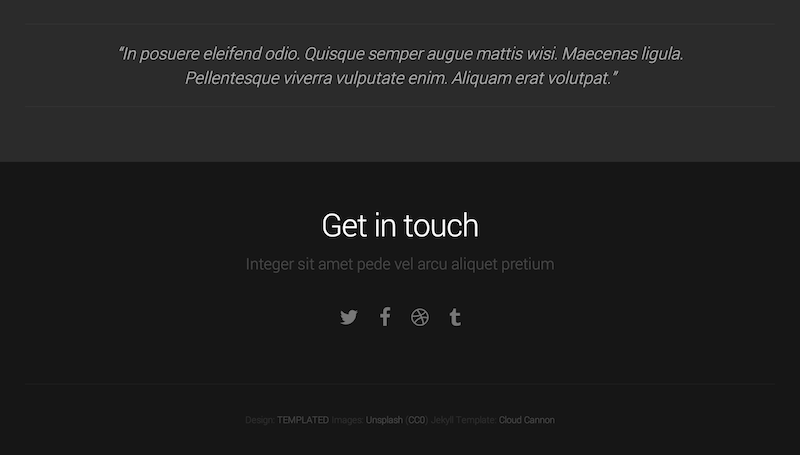 “In posuere eleifend odio. Quisque semper augue mattis wisi. Maecenas ligula.
Pellentesque viverra vulputate enim. Aliquam erat volutpat.”
Get in touch
Integer sit amet pede vel arcu aliquet pretium
Design: TEMPLATED Images: Unsplash (CC0) Jekyll Template: Cloud Cannon